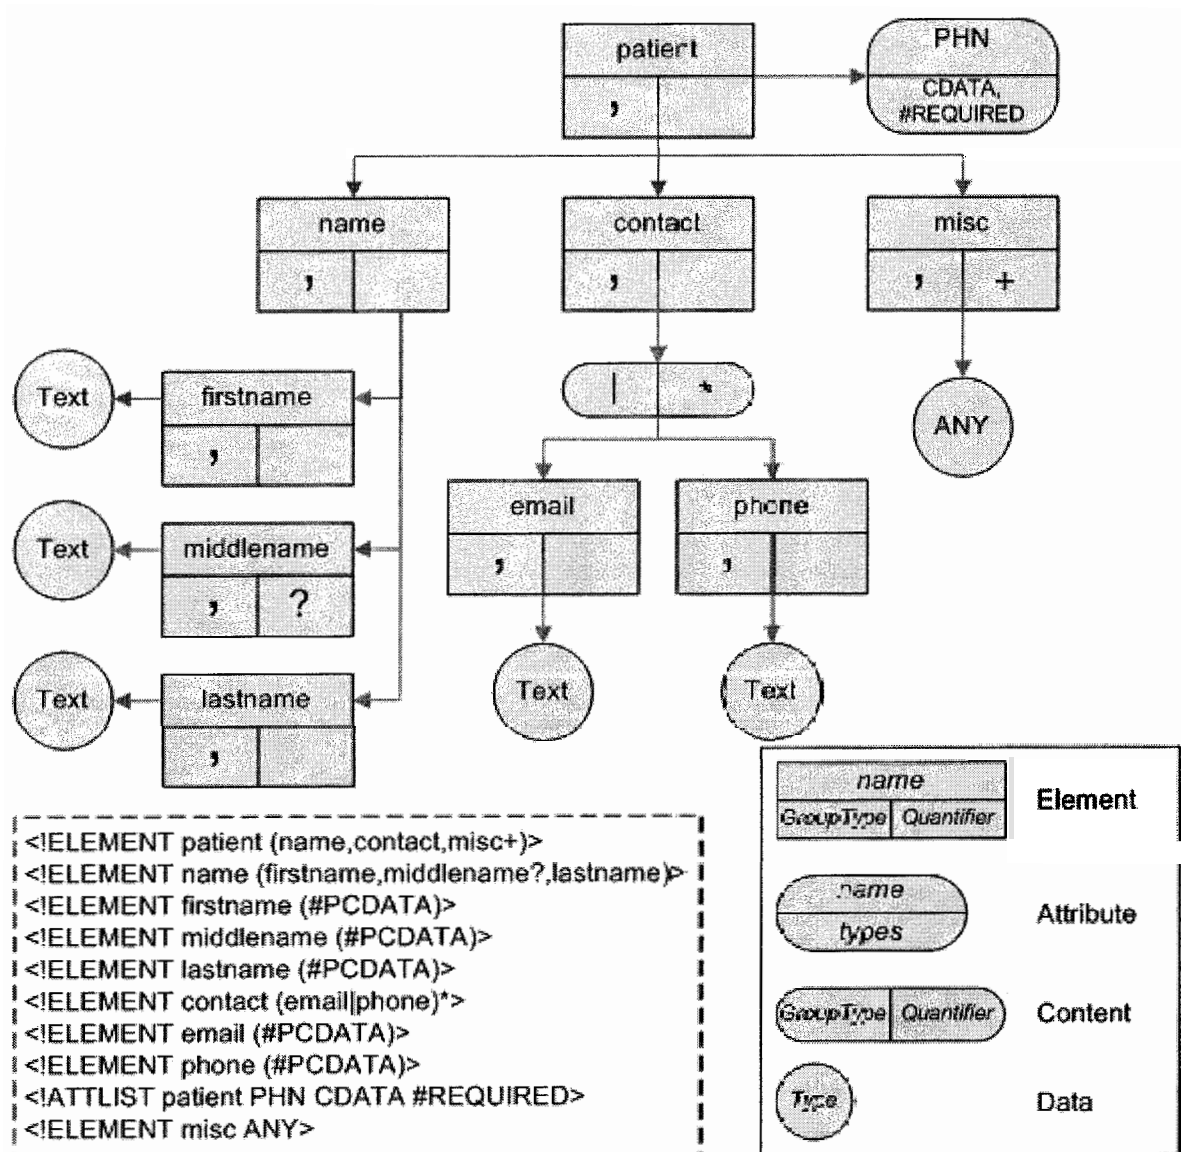 patient
,
PHN
CDATA,
#REQUIRED
name
,
contact
,
misc
, +
Text
firstname
,
| *
ANY
Text
middlename
, ?
email
,
phone
,
Text
lastname
,
Text
Text
name
GroupType Quantifier
Element
name
types
Attribute
GroupType Quantifier
Content
Type
Data
<!ELEMENT patient (name,contact,misc+)>
<!ELEMENT name (firstname,middlename?,lastname)>
<!ELEMENT firstname (#PCDATA)>
<!ELEMENT middlename (#PCDATA)>
<!ELEMENT lastname (#PCDATA)>
<!ELEMENT contact (email|phone)*>
<!ELEMENT email (#PCDATA)>
<!ELEMENT phone (#PCDATA)>
<!ATTLIST patient PHN CDATA #REQUIRED>
<!ELEMENT misc ANY>